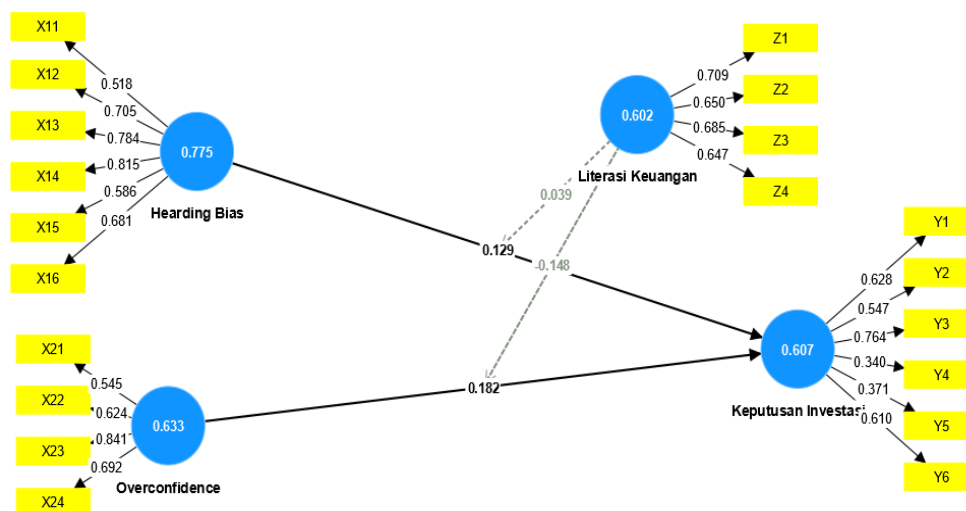 X11
X12
X13
X14
X15
X16
0.518
0.705
0.784
0.815
0.586
0.681
0.775
Hearding Bias
Z1
Z2
Z3
Z4
0.709
0.650
0.685
0.647
0.602
Literasi Keuangan
0.039
0.129
-0.148
0.182
X21
X22
X23
X24
0.545
0.624
0.841
0.692
0.633
Overconfidence
Y1
Y2
Y3
Y4
Y5
Y6
0.628
0.547
0.764
0.340
0.371
0.610
0.607
Keputusan Investasi